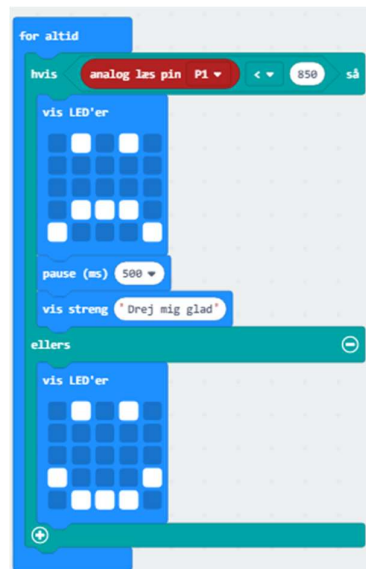 for altid
hvis analog læs pin P1 < 850 så
vis LED'er
pause (ms) 500
vis streng "Drej mig glad"
ellers
vis LED'er